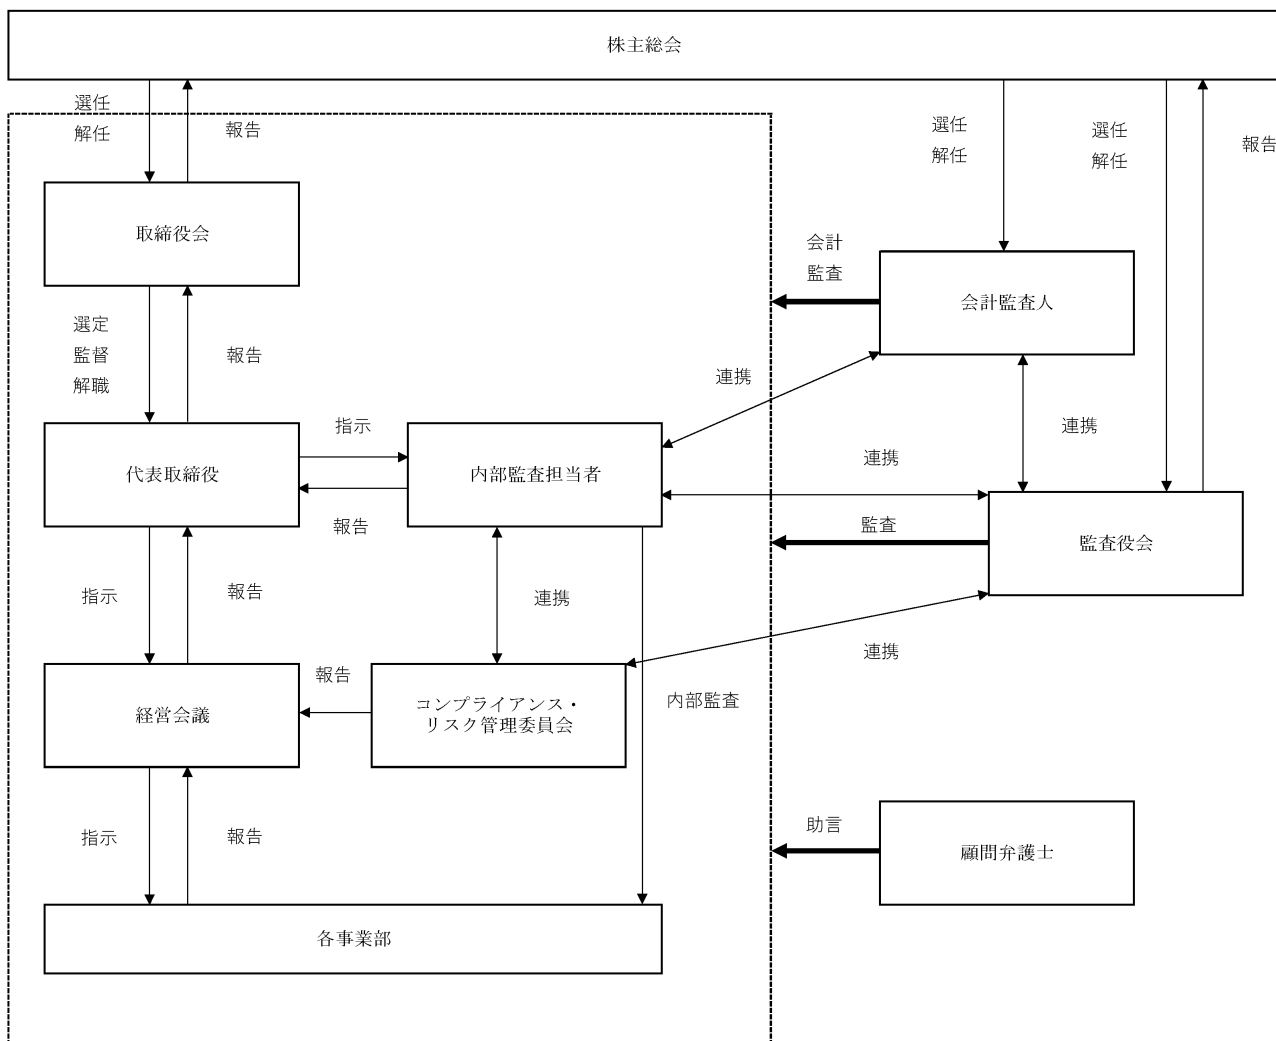 株主総会
選任
解任
報告
選任
解任
選任
解任
報告
取締役会
会計
監査
会計監査人
選定
監督
解職
報告
連携
指示
連携
連携
代表取締役
内部監査担当者
報告
監査
監査役会
指示
報告
連携
連携
報告
内部監査
経営会議
コンプライアンス・
リスク管理委員会
指示
報告
助言
顧問弁護士
各事業部